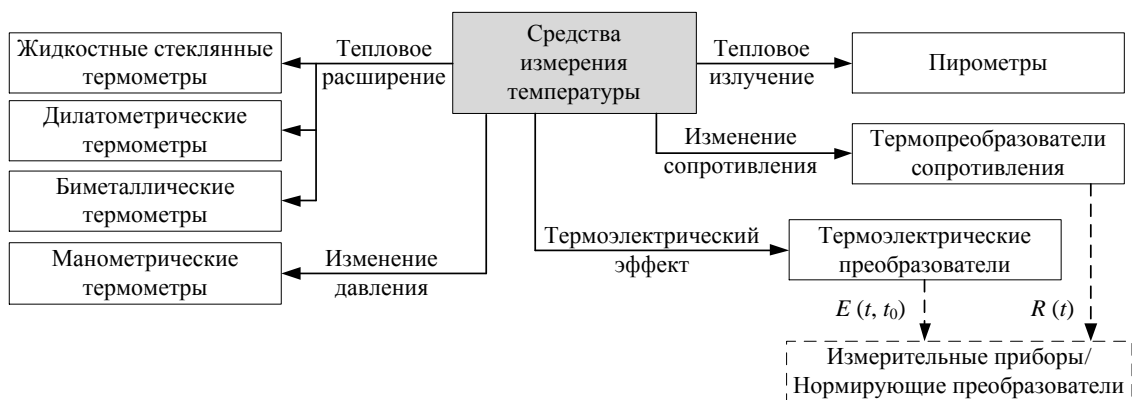 Средства
измерения
температуры
Тепловое
расширение
Жидкостные стеклянные
термометры
Дилатометрические
термометры
Биметаллические
термометры
Изменение
давления
Манометрические
термометры
Тепловое
излучение
Пирометры
Изменение
сопротивления
Термопреобразователи
сопротивления
Термоэлектрический
эффект
Термоэлектрические
преобразователи
E (t, t₀)
R (t)
Измерительные приборы/
Нормирующие преобразователи